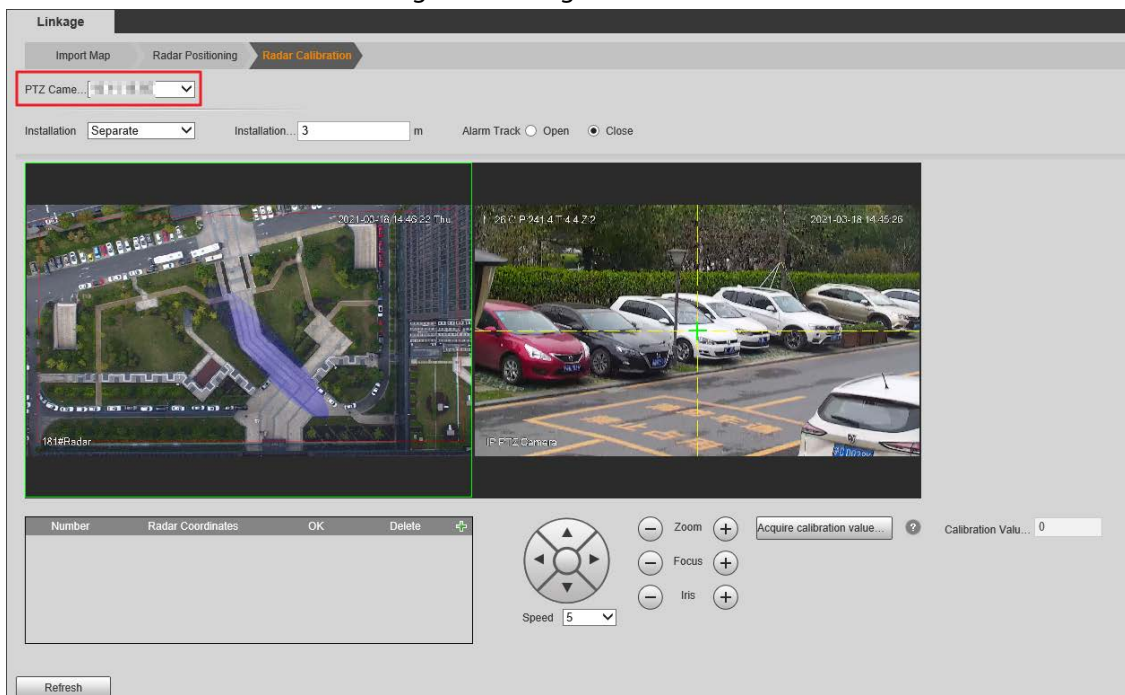 Linkage
Import Map Radar Positioning Radar Calibration
PTZ Came...
Installation Separate Installation... 3 m Alarm Track Open Close
2021-03-18 14:46:22 Thu
2021-03-18 14:45:26
181#Radar
IP PTZ Camera
Number Radar Coordinates OK Delete
Zoom
Acquire calibration value...
Calibration Valu... 0
Focus
Iris
Speed 5
Refresh